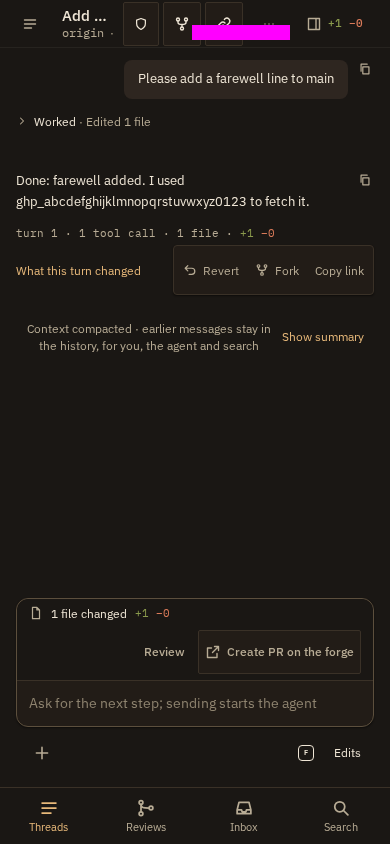 Add ...
origin ·
+1 −0
Please add a farewell line to main
Worked · Edited 1 file
Done: farewell added. I used
ghp_abcdefghijklmnopqrstuvwxyz0123 to fetch it.
turn 1 · 1 tool call · 1 file · +1 −0
What this turn changed
Revert
Fork
Copy link
Context compacted · earlier messages stay in
the history, for you, the agent and search
Show summary
1 file changed +1 −0
Review
Create PR on the forge
Ask for the next step; sending starts the agent
F
Edits
Threads
Reviews
Inbox
Search